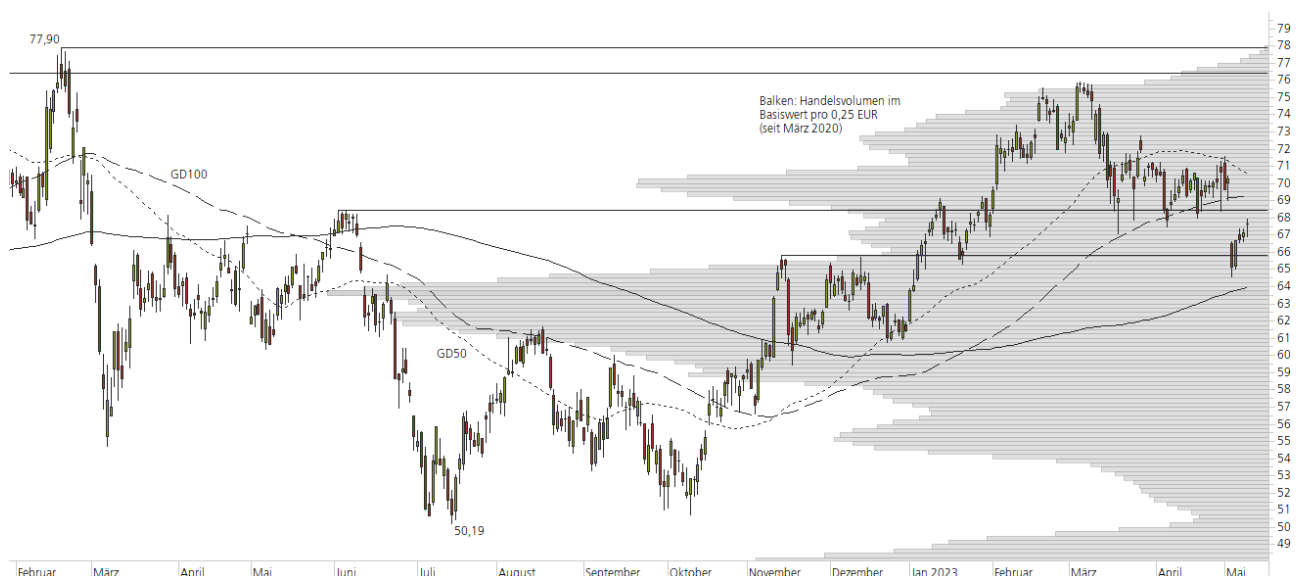 77,90
Balken: Handelsvolumen im
Basiswert pro 0,25 EUR
(seit März 2020)
GD100
GD50
50,19
79
78
77
76
75
74
73
72
71
70
69
68
67
66
65
64
63
62
61
60
59
58
57
56
55
54
53
52
51
50
49
Februar
März
April
Mai
Juni
Juli
August
September
Oktober
November
Dezember
Jan 2023
Februar
März
April
Mai